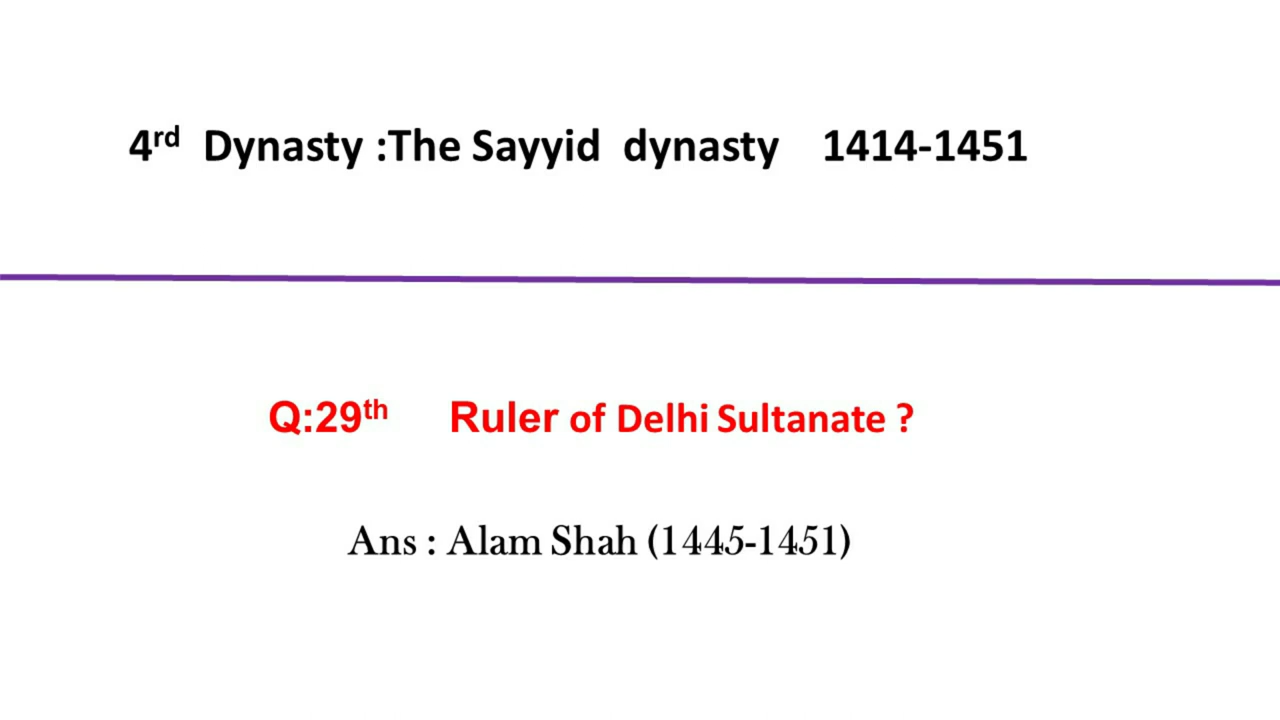 4rd Dynasty :The Sayyid dynasty 1414-1451
Q:29th Ruler of Delhi Sultanate ?
Ans : Alam Shah (1445-1451)